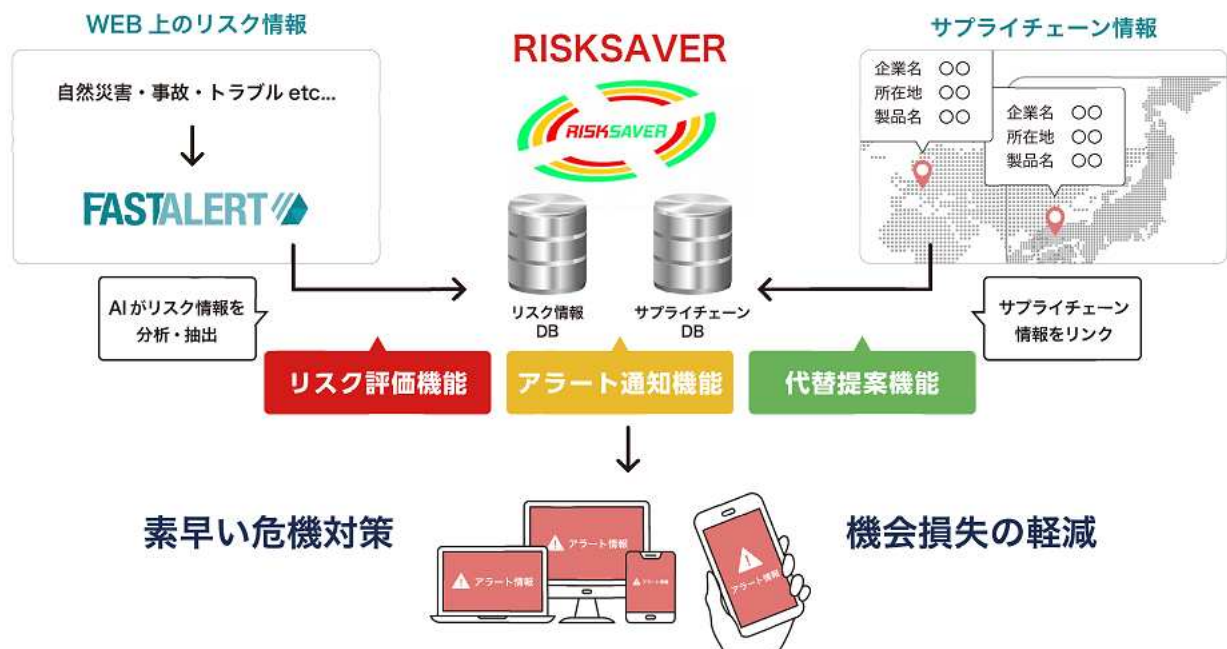 WEB 上のリスク情報
自然災害・事故・トラブル etc...
FASTALERT
AIがリスク情報を
分析・抽出
RISKSAVER
RISKSAVER
リスク情報
DB
サプライチェーン
DB
サプライチェーン情報
企業名 〇〇
所在地 〇〇
製品名 〇〇
企業名 〇〇
所在地 〇〇
製品名 〇〇
サプライチェーン
情報をリンク
リスク評価機能
アラート通知機能
代替提案機能
素早い危機対策
アラート情報
アラート情報
アラート情報
アラート情報
機会損失の軽減